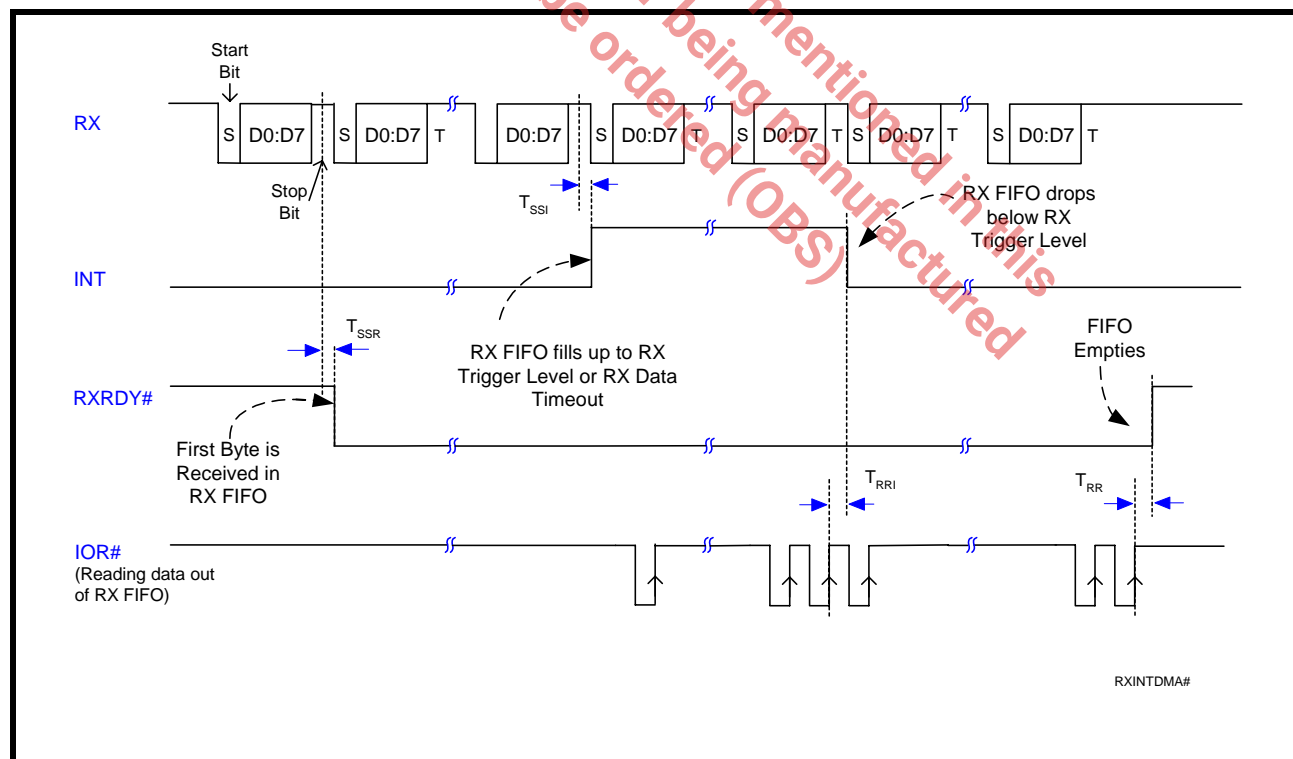 mentioned in this
being manufactured
be ordered (OBS)
Start
Bit
RX
S
D0:D7
S
D0:D7
T
D0:D7
S
D0:D7
T
S
D0:D7
T
S
D0:D7
T
S
D0:D7
T
Stop
Bit
TSSI
RX FIFO drops
below RX
Trigger Level
INT
TSSR
RX FIFO fills up to RX
Trigger Level or RX Data
Timeout
FIFO
Empties
RXRDY#
First Byte is
Received in
RX FIFO
TRRI
TRR
IOR#
(Reading data out
of RX FIFO)
RXINTDMA#